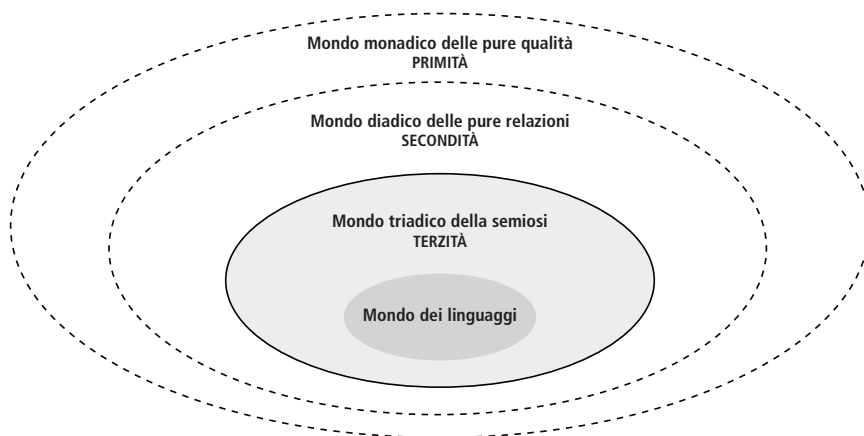 Mondo monadico delle pure qualità
PRIMITÀ
Mondo diadico delle pure relazioni
SECONDITÀ
Mondo triadico della semiosi
TERZITÀ
Mondo dei linguaggi